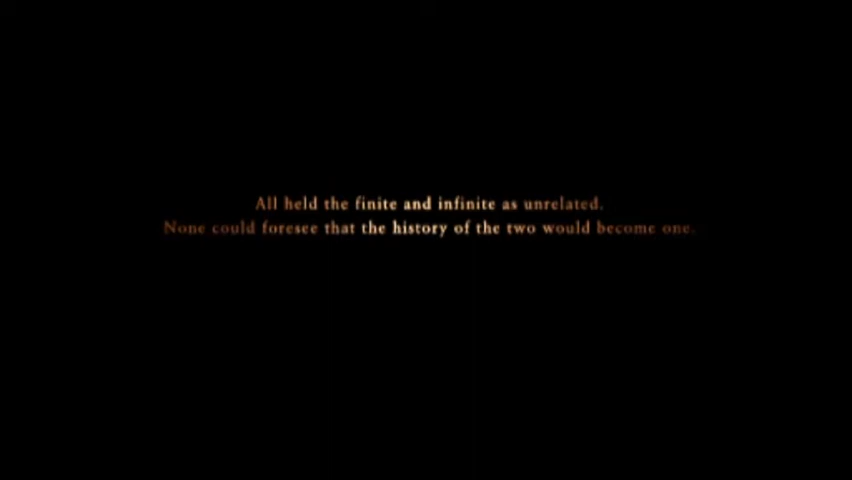 All held the finite and infinite as unrelated.
None could foresee that the history of the two would become one.